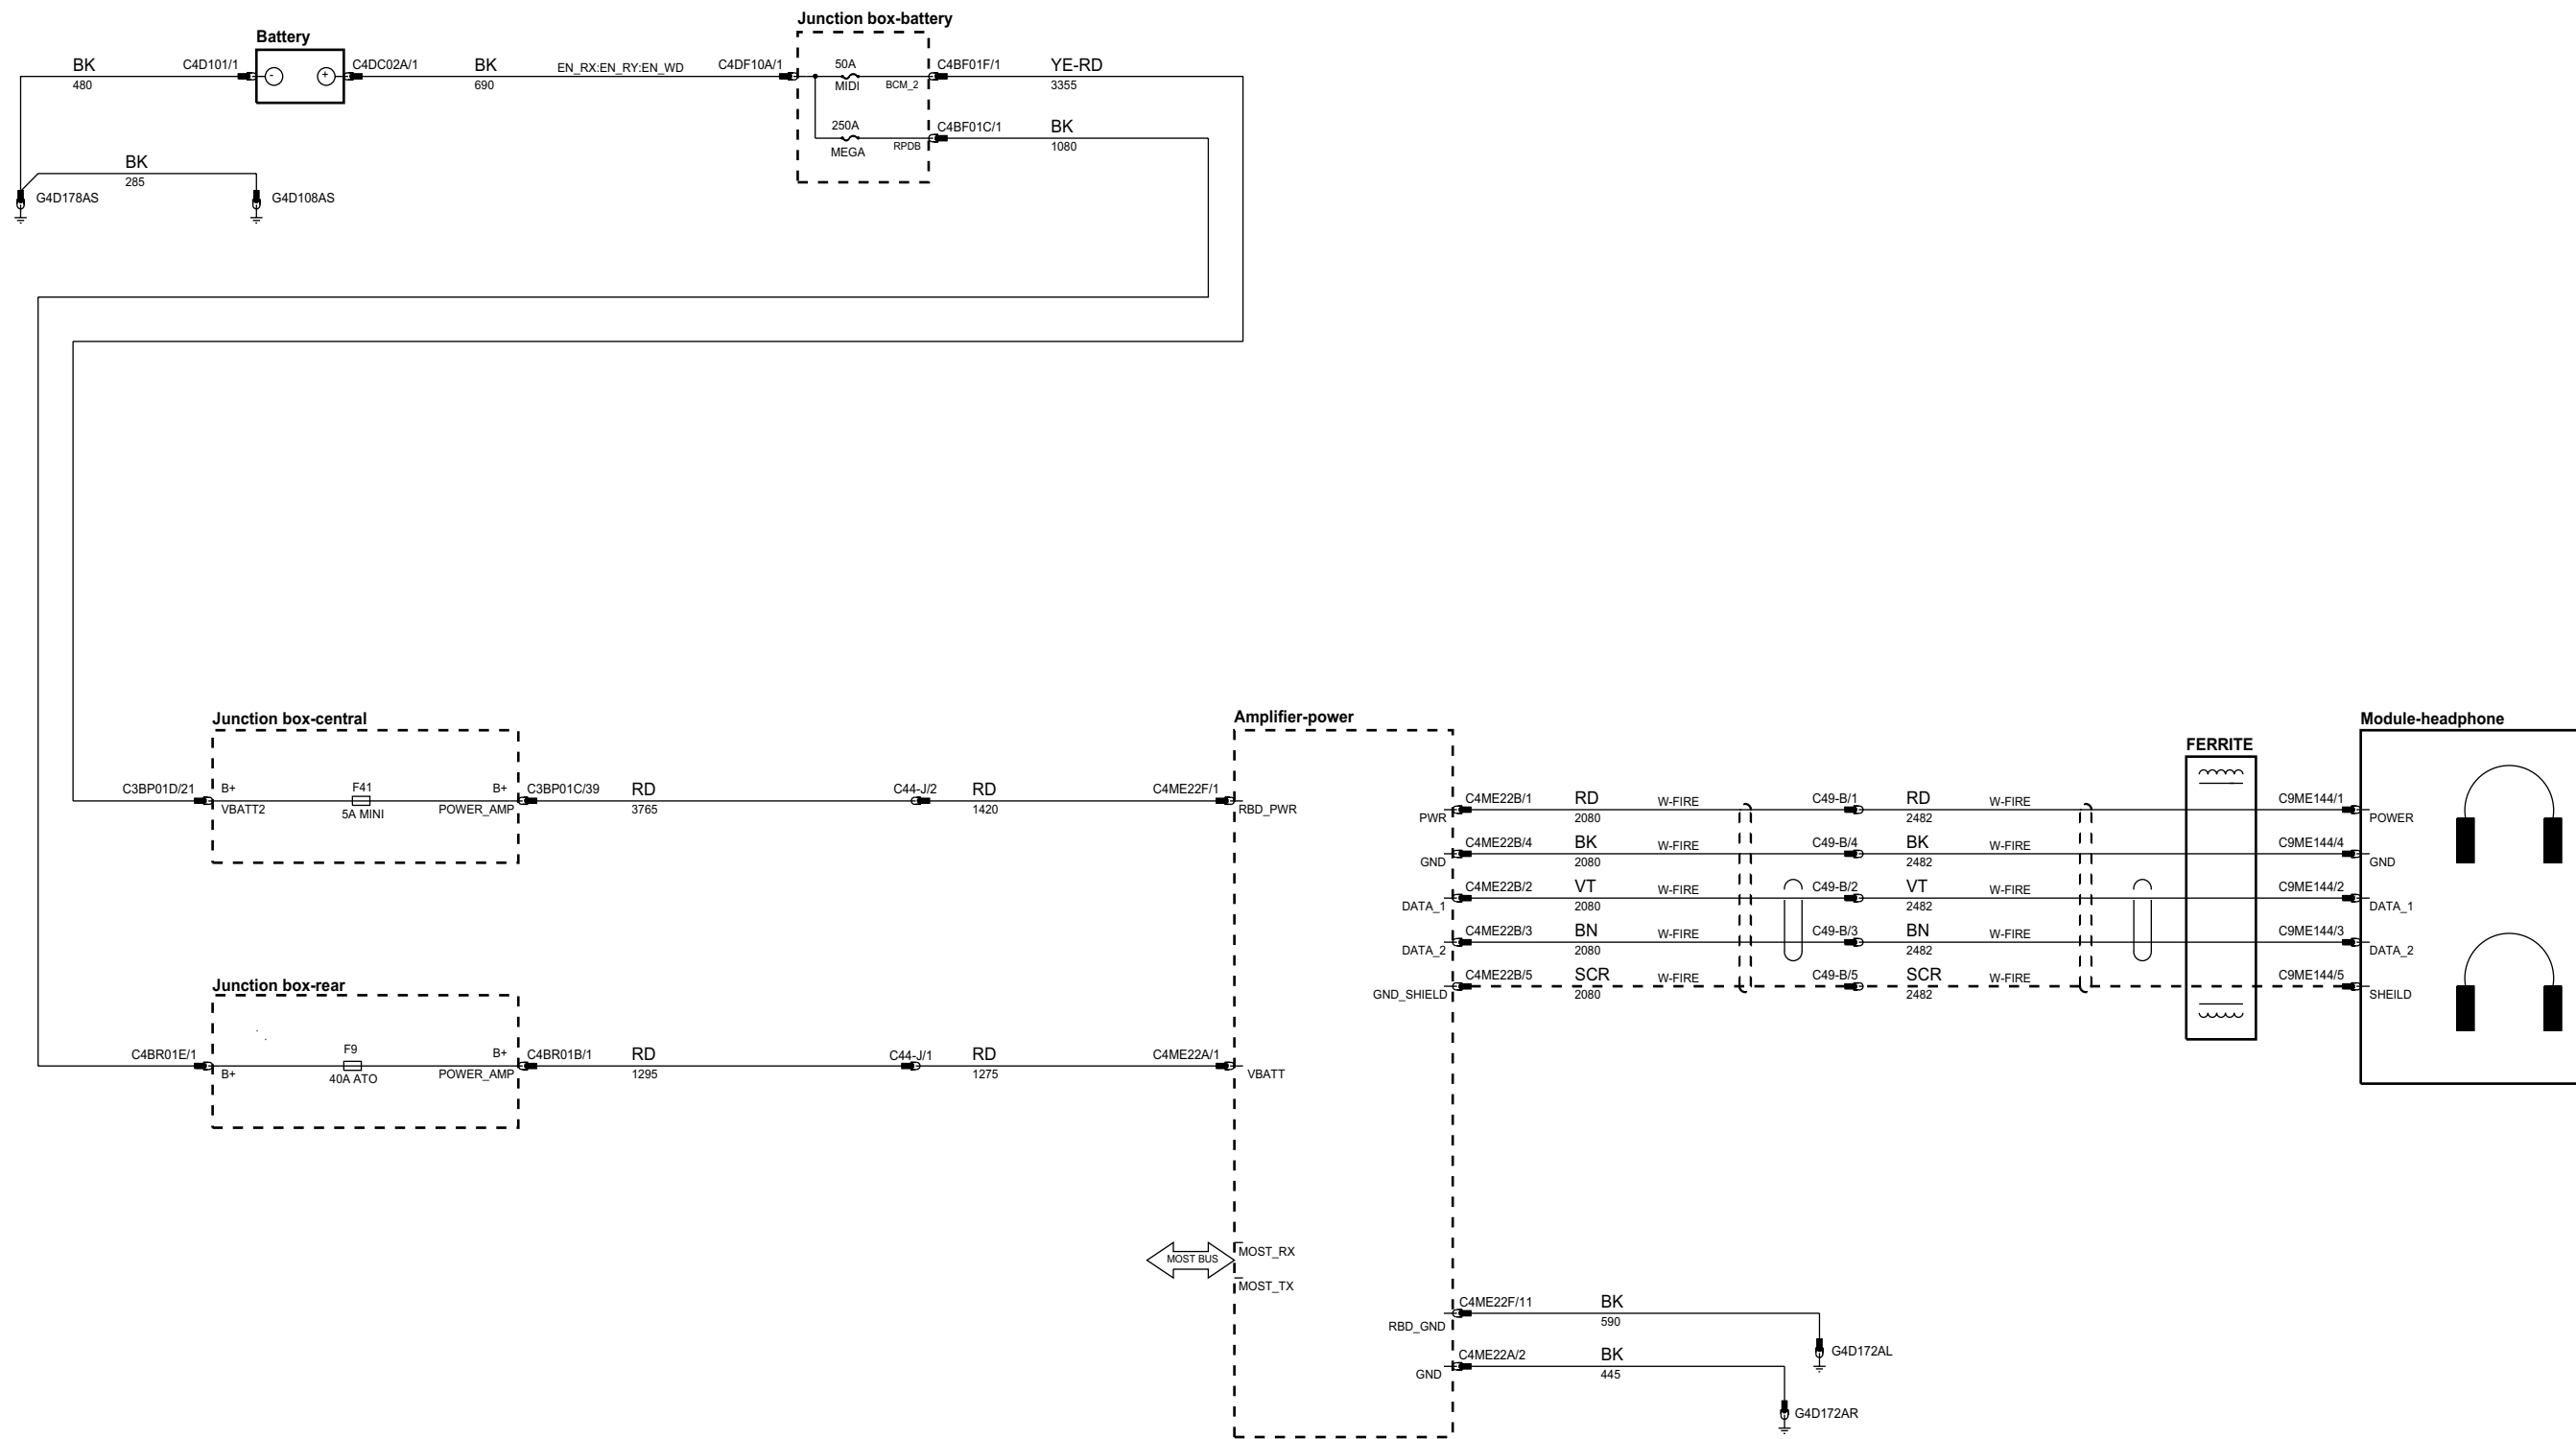 Junction box-battery
Battery
BK
480
C4D101/1
-
+
C4DC02A/1
BK
690
EN_RX:EN_RY:EN_WD
C4DF10A/1
50A
MIDI
BCM_2
C4BF01F/1
YE-RD
3355
250A
MEGA
RPDB
C4BF01C/1
BK
1080
BK
285
G4D178AS
G4D108AS
Junction box-central
C3BP01D/21
B+
VBATT2
F41
5A MINI
B+
POWER_AMP
C3BP01C/39
RD
3765
C44-J/2
RD
1420
C4ME22F/1
RBD_PWR
Junction box-rear
C4BR01E/1
B+
F9
40A ATO
B+
POWER_AMP
C4BR01B/1
RD
1295
C44-J/1
RD
1275
C4ME22A/1
VBATT
Amplifier-power
MOST BUS
MOST_RX
MOST_TX
PWR
C4ME22B/1
RD
2080
W-FIRE
C49-B/1
RD
2482
W-FIRE
C9ME144/1
POWER
GND
C4ME22B/4
BK
2080
W-FIRE
C49-B/4
BK
2482
W-FIRE
C9ME144/4
GND
DATA_1
C4ME22B/2
VT
2080
W-FIRE
C49-B/2
VT
2482
W-FIRE
C9ME144/2
DATA_1
DATA_2
C4ME22B/3
BN
2080
W-FIRE
C49-B/3
BN
2482
W-FIRE
C9ME144/3
DATA_2
GND_SHIELD
C4ME22B/5
SCR
2080
W-FIRE
C49-B/5
SCR
2482
W-FIRE
C9ME144/5
SHEILD
FERRITE
Module-headphone
RBD_GND
C4ME22F/11
BK
590
G4D172AL
GND
C4ME22A/2
BK
445
G4D172AR